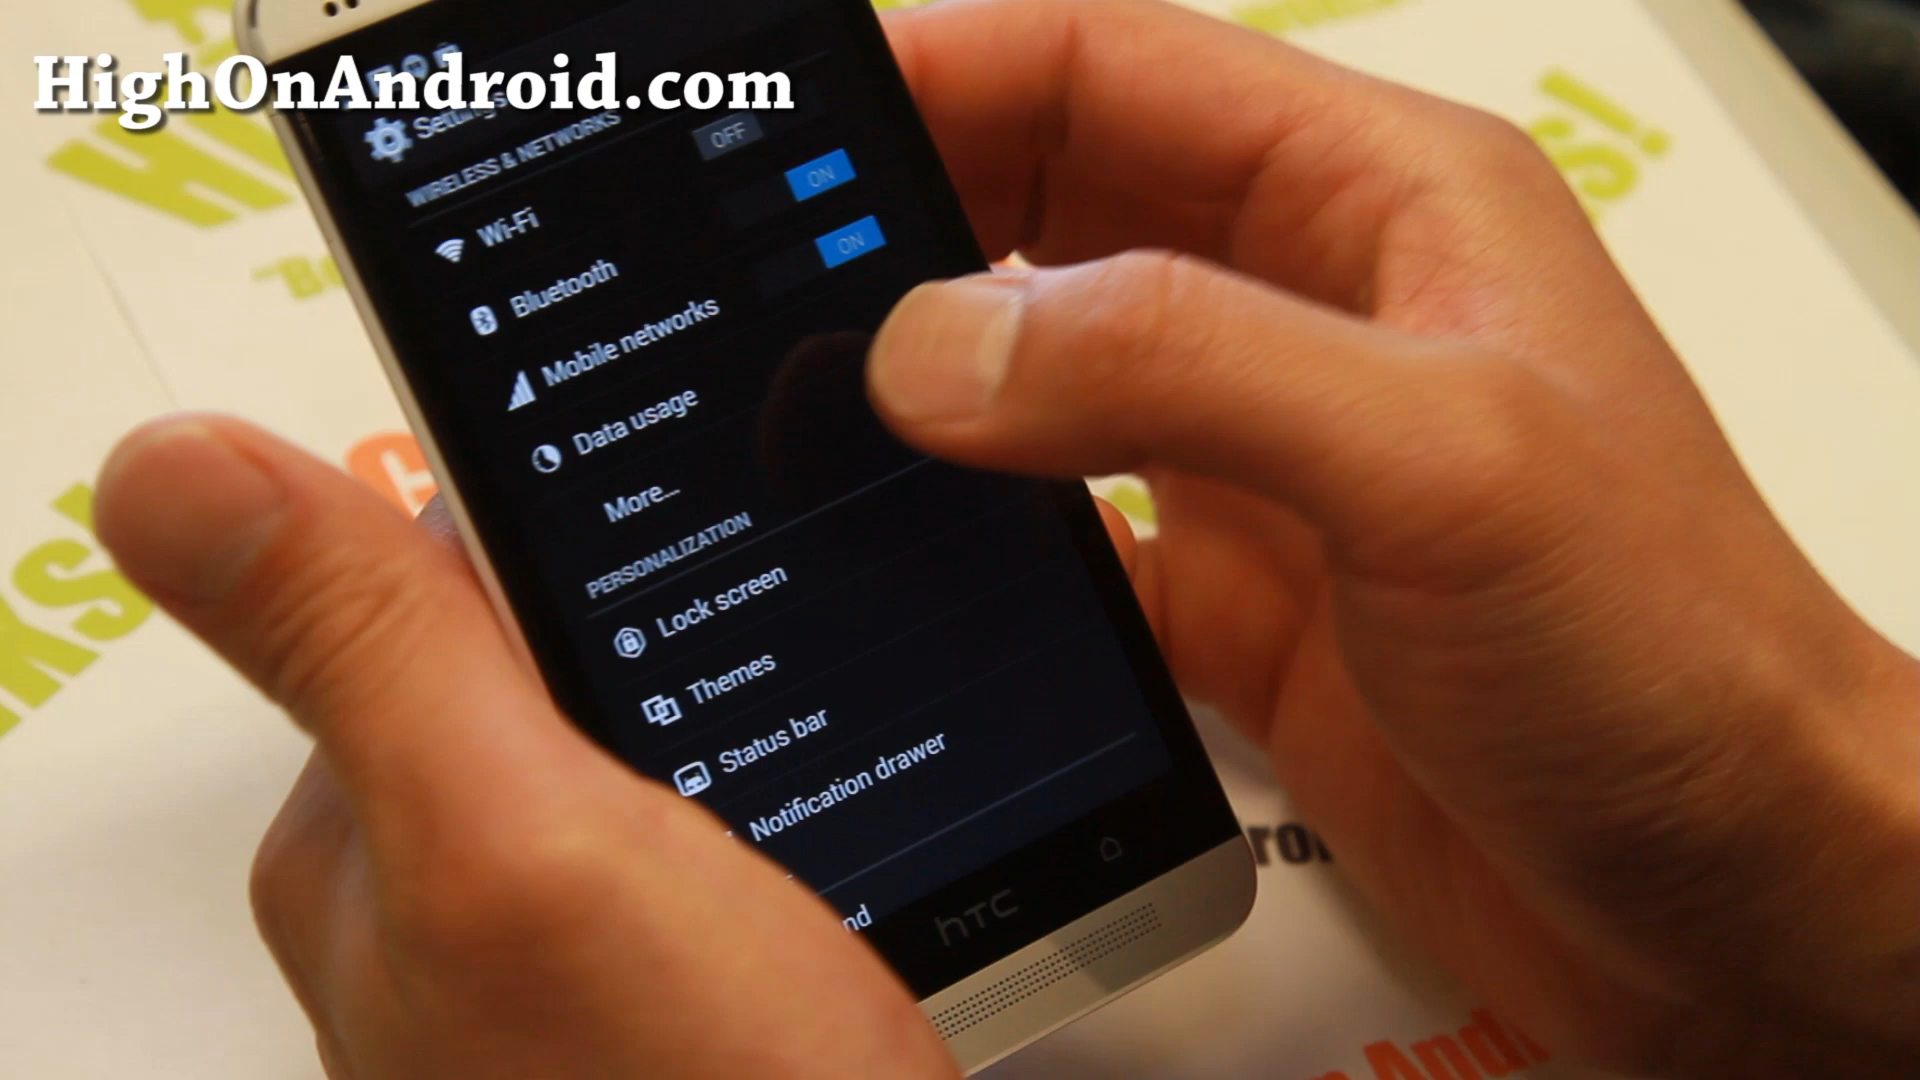 HighOnAndroid.com
Settings
WIRELESS & NETWORKS
OFF
Wi-Fi
ON
Bluetooth
ON
Mobile networks
Data usage
More...
PERSONALIZATION
Lock screen
Themes
Status bar
Notification drawer
hTC